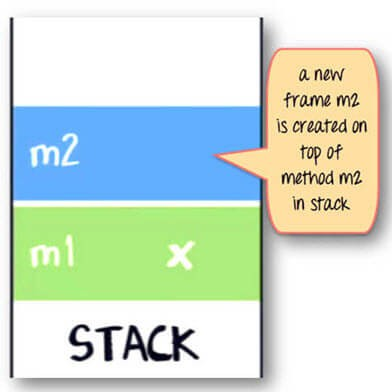 a new
frame m2
is created on
top of
method m2
in stack
m2
m1 x
STACK